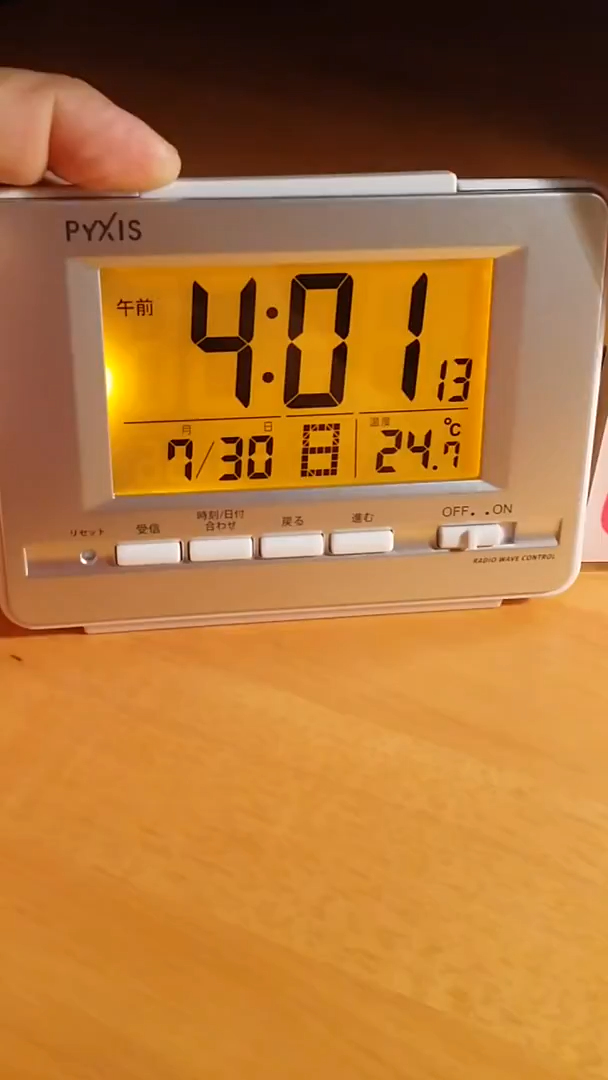 PYXIS
午前 4:01 13
月 日 温度 ℃
7/30 日 24.7
リセット 受信 時刻/日付 合わせ 戻る 進む OFF..ON
RADIO WAVE CONTROL